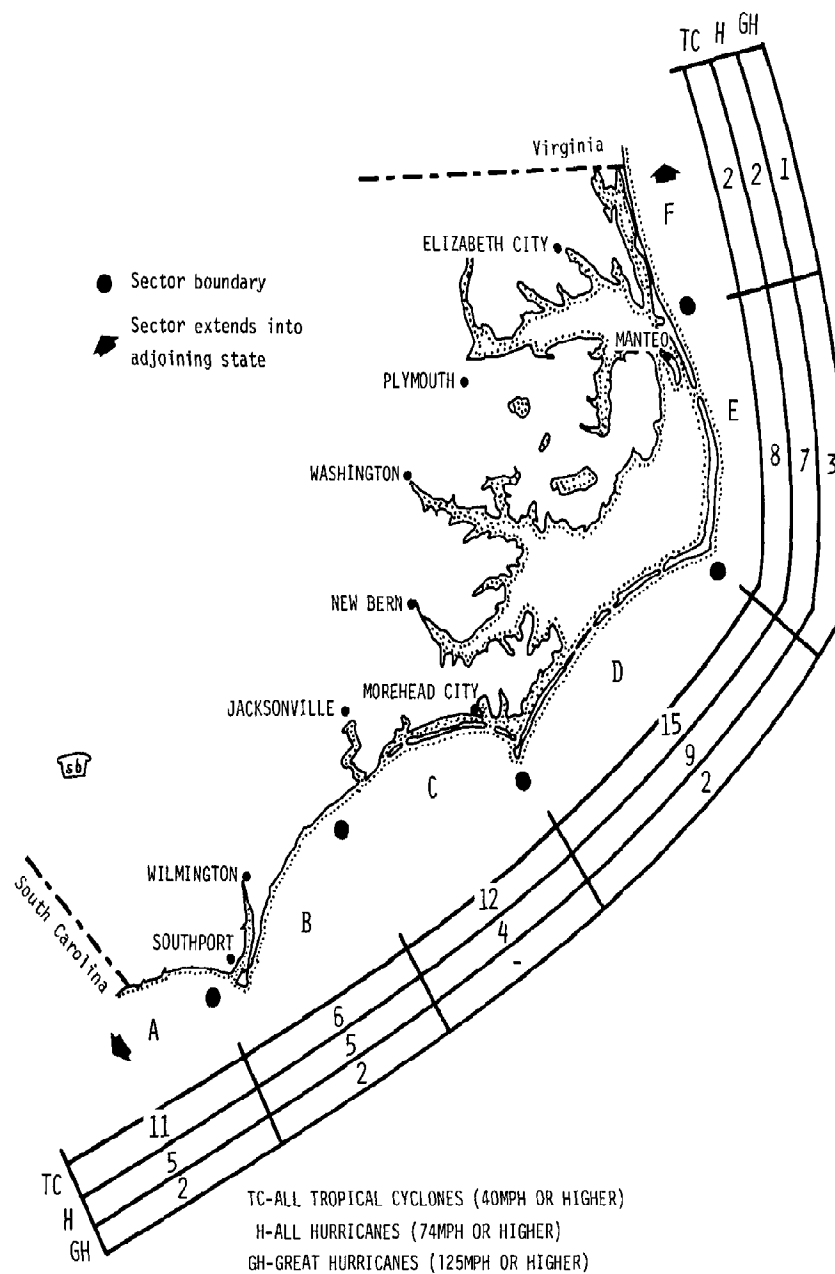 TC H GH
Virginia
2 2 1
F
ELIZABETH CITY
Sector boundary
Sector extends into
adjoining state
MANTEO
PLYMOUTH
E
8 7 3
WASHINGTON
NEW BERN
D
MOREHEAD CITY
JACKSONVILLE
15
9
2
sb
C
WILMINGTON
12
4
-
B
South Carolina
SOUTHPORT
6
5
2
A
11
5
2
TC
H
GH
TC-ALL TROPICAL CYCLONES (40MPH OR HIGHER)
H-ALL HURRICANES (74MPH OR HIGHER)
GH-GREAT HURRICANES (125MPH OR HIGHER)